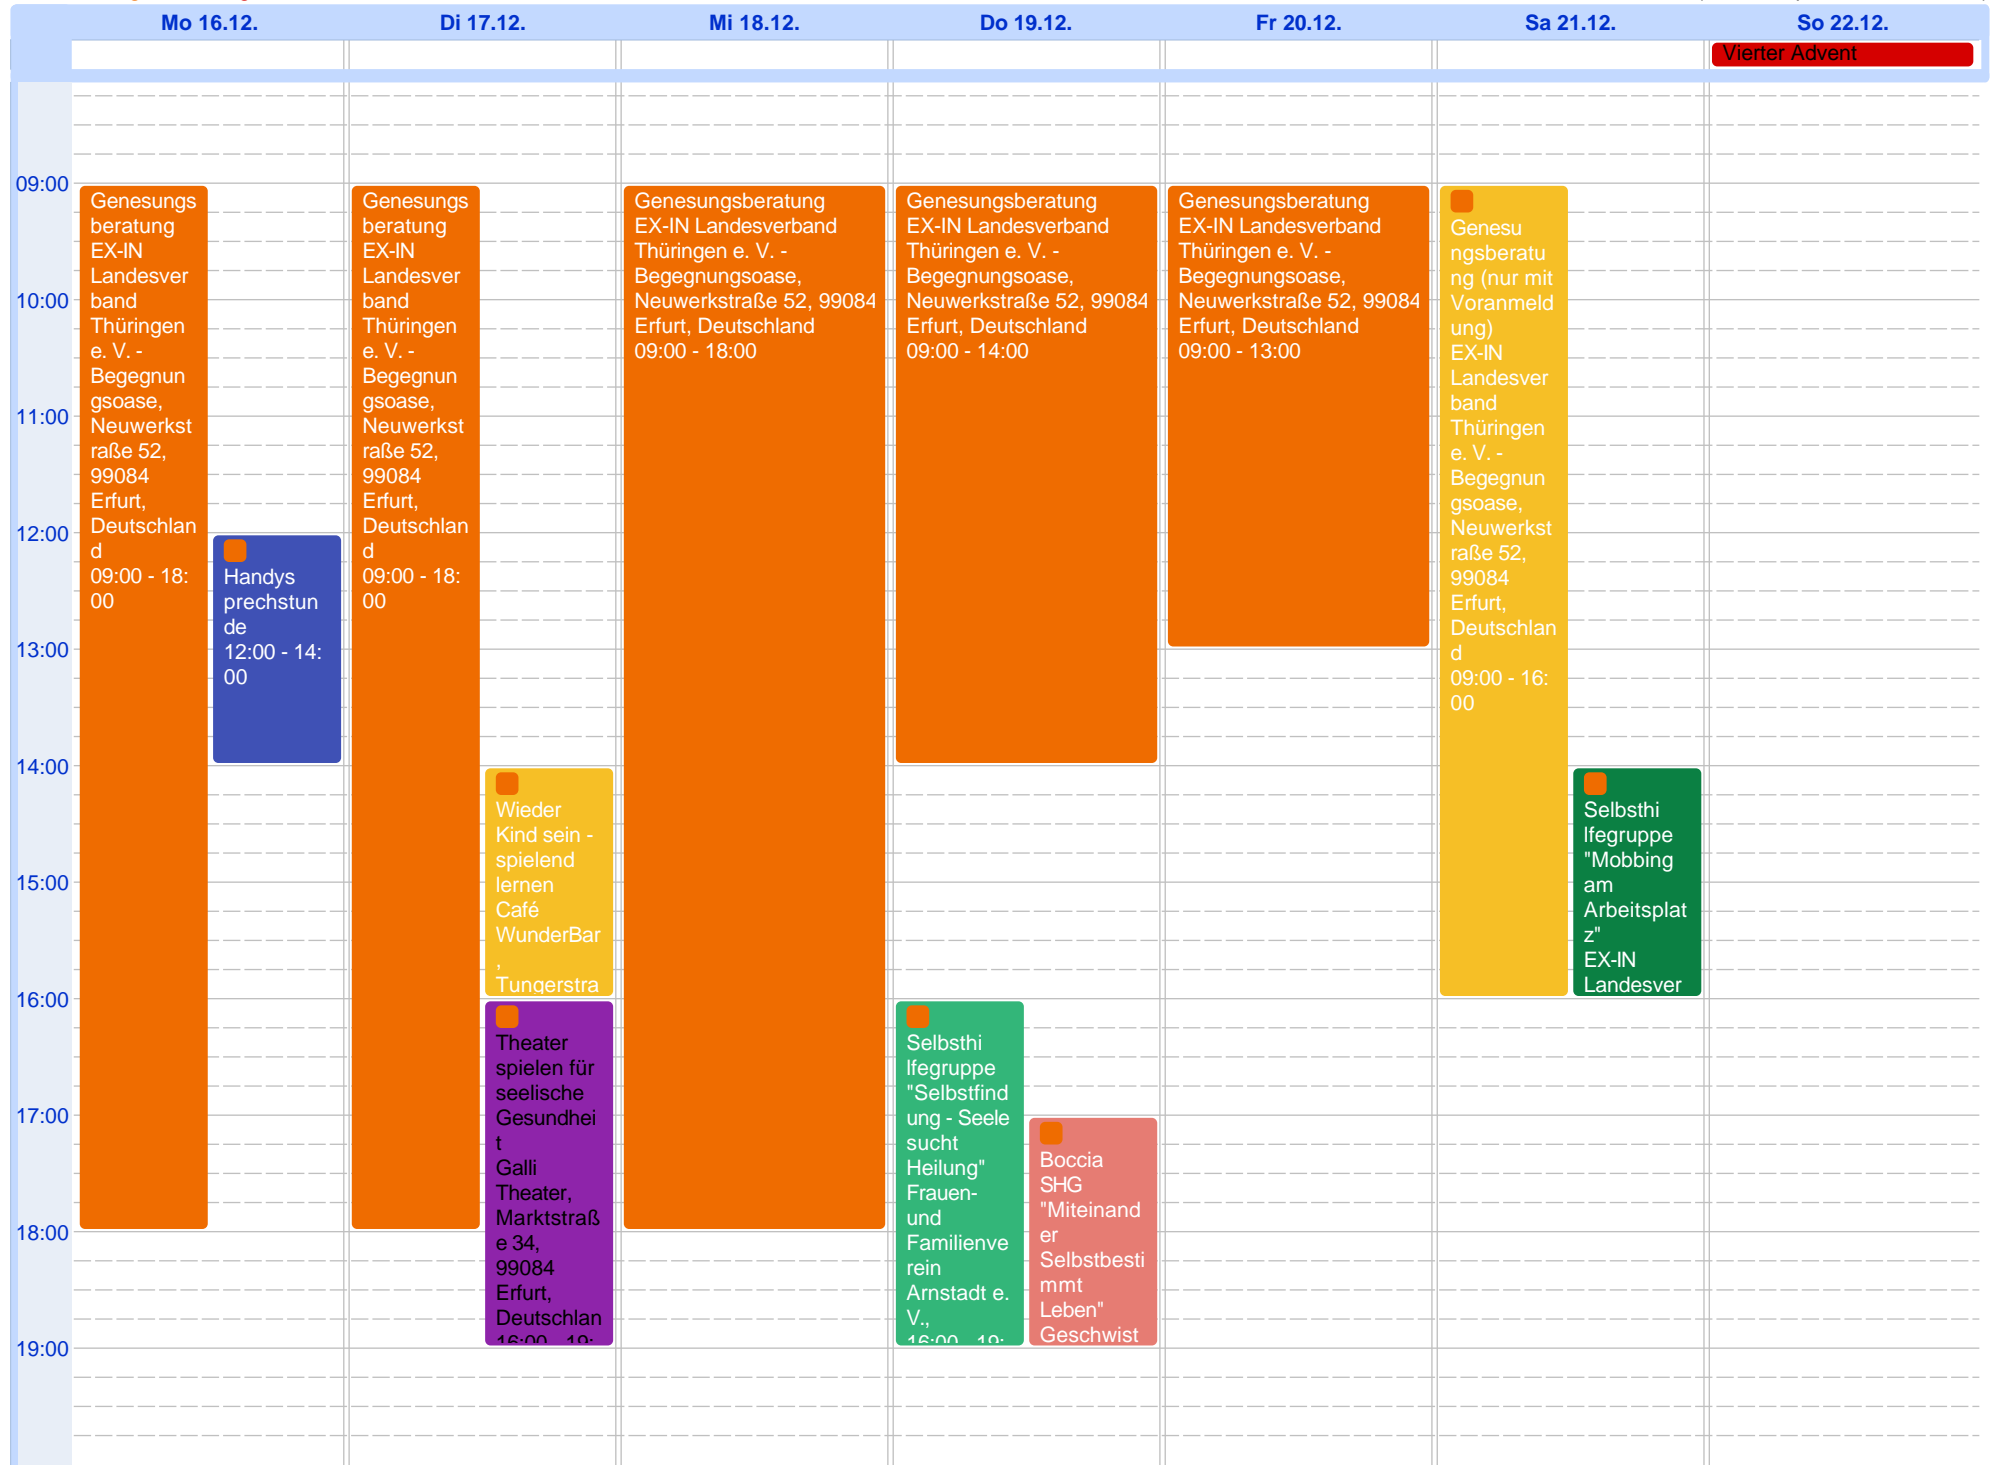 Mo 16.12.
Di 17.12.
Mi 18.12.
Do 19.12.
Fr 20.12.
Sa 21.12.
So 22.12.
Vierter Advent
09:00
10:00
11:00
12:00
13:00
14:00
15:00
16:00
17:00
18:00
19:00
Genesungs
beratung
EX-IN
Landesver
band
Thüringen
e. V. -
Begegnun
gsoase,
Neuwerkst
raße 52,
99084
Erfurt,
Deutschlan
d
09:00 - 18:
00
Handys
prechstun
de
12:00 - 14:
00
Genesungs
beratung
EX-IN
Landesver
band
Thüringen
e. V. -
Begegnun
gsoase,
Neuwerkst
raße 52,
99084
Erfurt,
Deutschlan
d
09:00 - 18:
00
Wieder
Kind sein -
spielend
lernen
Café
WunderBar
,
Tungerstra
Theater
spielen für
seelische
Gesundhei
t
Galli
Theater,
Marktstraß
e 34,
99084
Erfurt,
Deutschlan
16:00 - 19:
Genesungsberatung
EX-IN Landesverband
Thüringen e. V. -
Begegnungsoase,
Neuwerkstraße 52, 99084
Erfurt, Deutschland
09:00 - 18:00
Genesungsberatung
EX-IN Landesverband
Thüringen e. V. -
Begegnungsoase,
Neuwerkstraße 52, 99084
Erfurt, Deutschland
09:00 - 14:00
Selbsthi
lfegruppe
"Selbstfind
ung - Seele
sucht
Heilung"
Frauen-
und
Familienve
rein
Arnstadt e.
V.,
16:00 - 19:
Boccia
SHG
"Miteinand
er
Selbstbesti
mmt
Leben"
Geschwist
Genesungsberatung
EX-IN Landesverband
Thüringen e. V. -
Begegnungsoase,
Neuwerkstraße 52, 99084
Erfurt, Deutschland
09:00 - 13:00
Genesu
ngsberatu
ng (nur mit
Voranmeld
ung)
EX-IN
Landesver
band
Thüringen
e. V. -
Begegnun
gsoase,
Neuwerkst
raße 52,
99084
Erfurt,
Deutschlan
d
09:00 - 16:
00
Selbsthi
lfegruppe
"Mobbing
am
Arbeitsplat
z"
EX-IN
Landesver